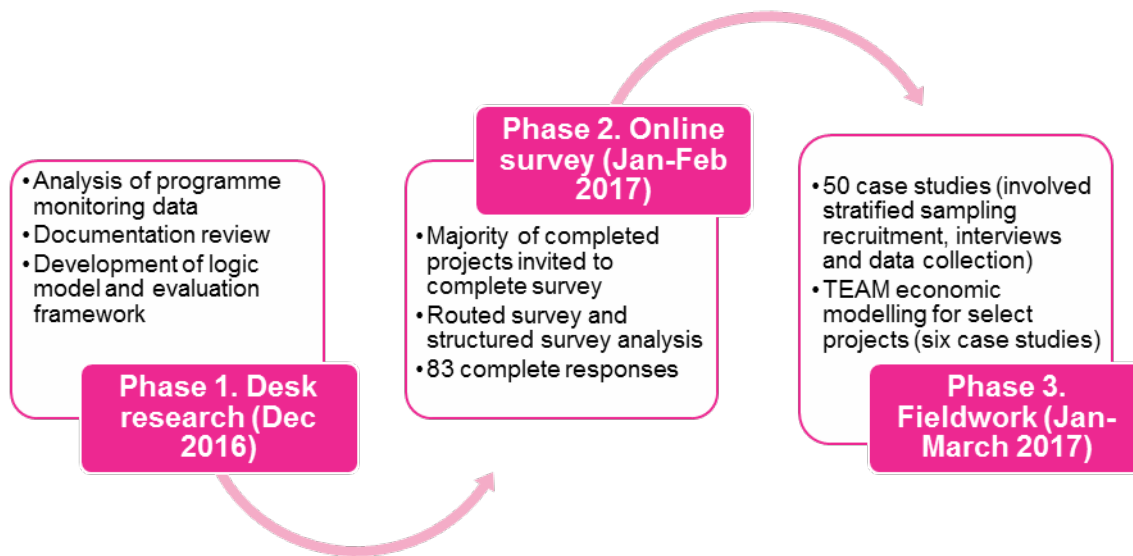 • Analysis of programme
monitoring data
• Documentation review
• Development of logic
model and evaluation
framework
Phase 1. Desk
research (Dec
2016)
Phase 2. Online
survey (Jan-Feb
2017)
• Majority of completed
projects invited to
complete survey
• Routed survey and
structured survey analysis
• 83 complete responses
• 50 case studies (involved
stratified sampling
recruitment, interviews
and data collection)
• TEAM economic
modelling for select
projects (six case studies)
Phase 3.
Fieldwork (Jan-
March 2017)